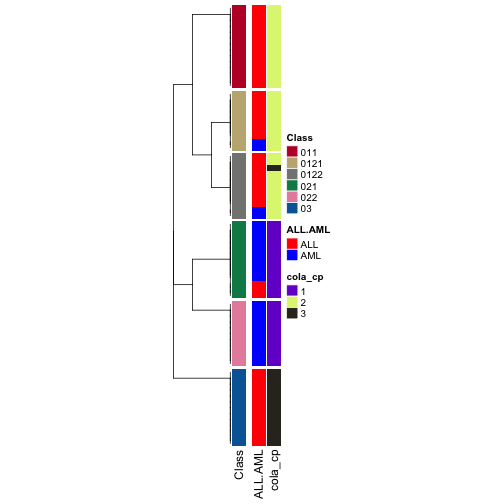 Class
011
0121
0122
021
022
03
ALL.AML
ALL
AML
cola_cp
1
2
3
Class
ALL.AML
cola_cp